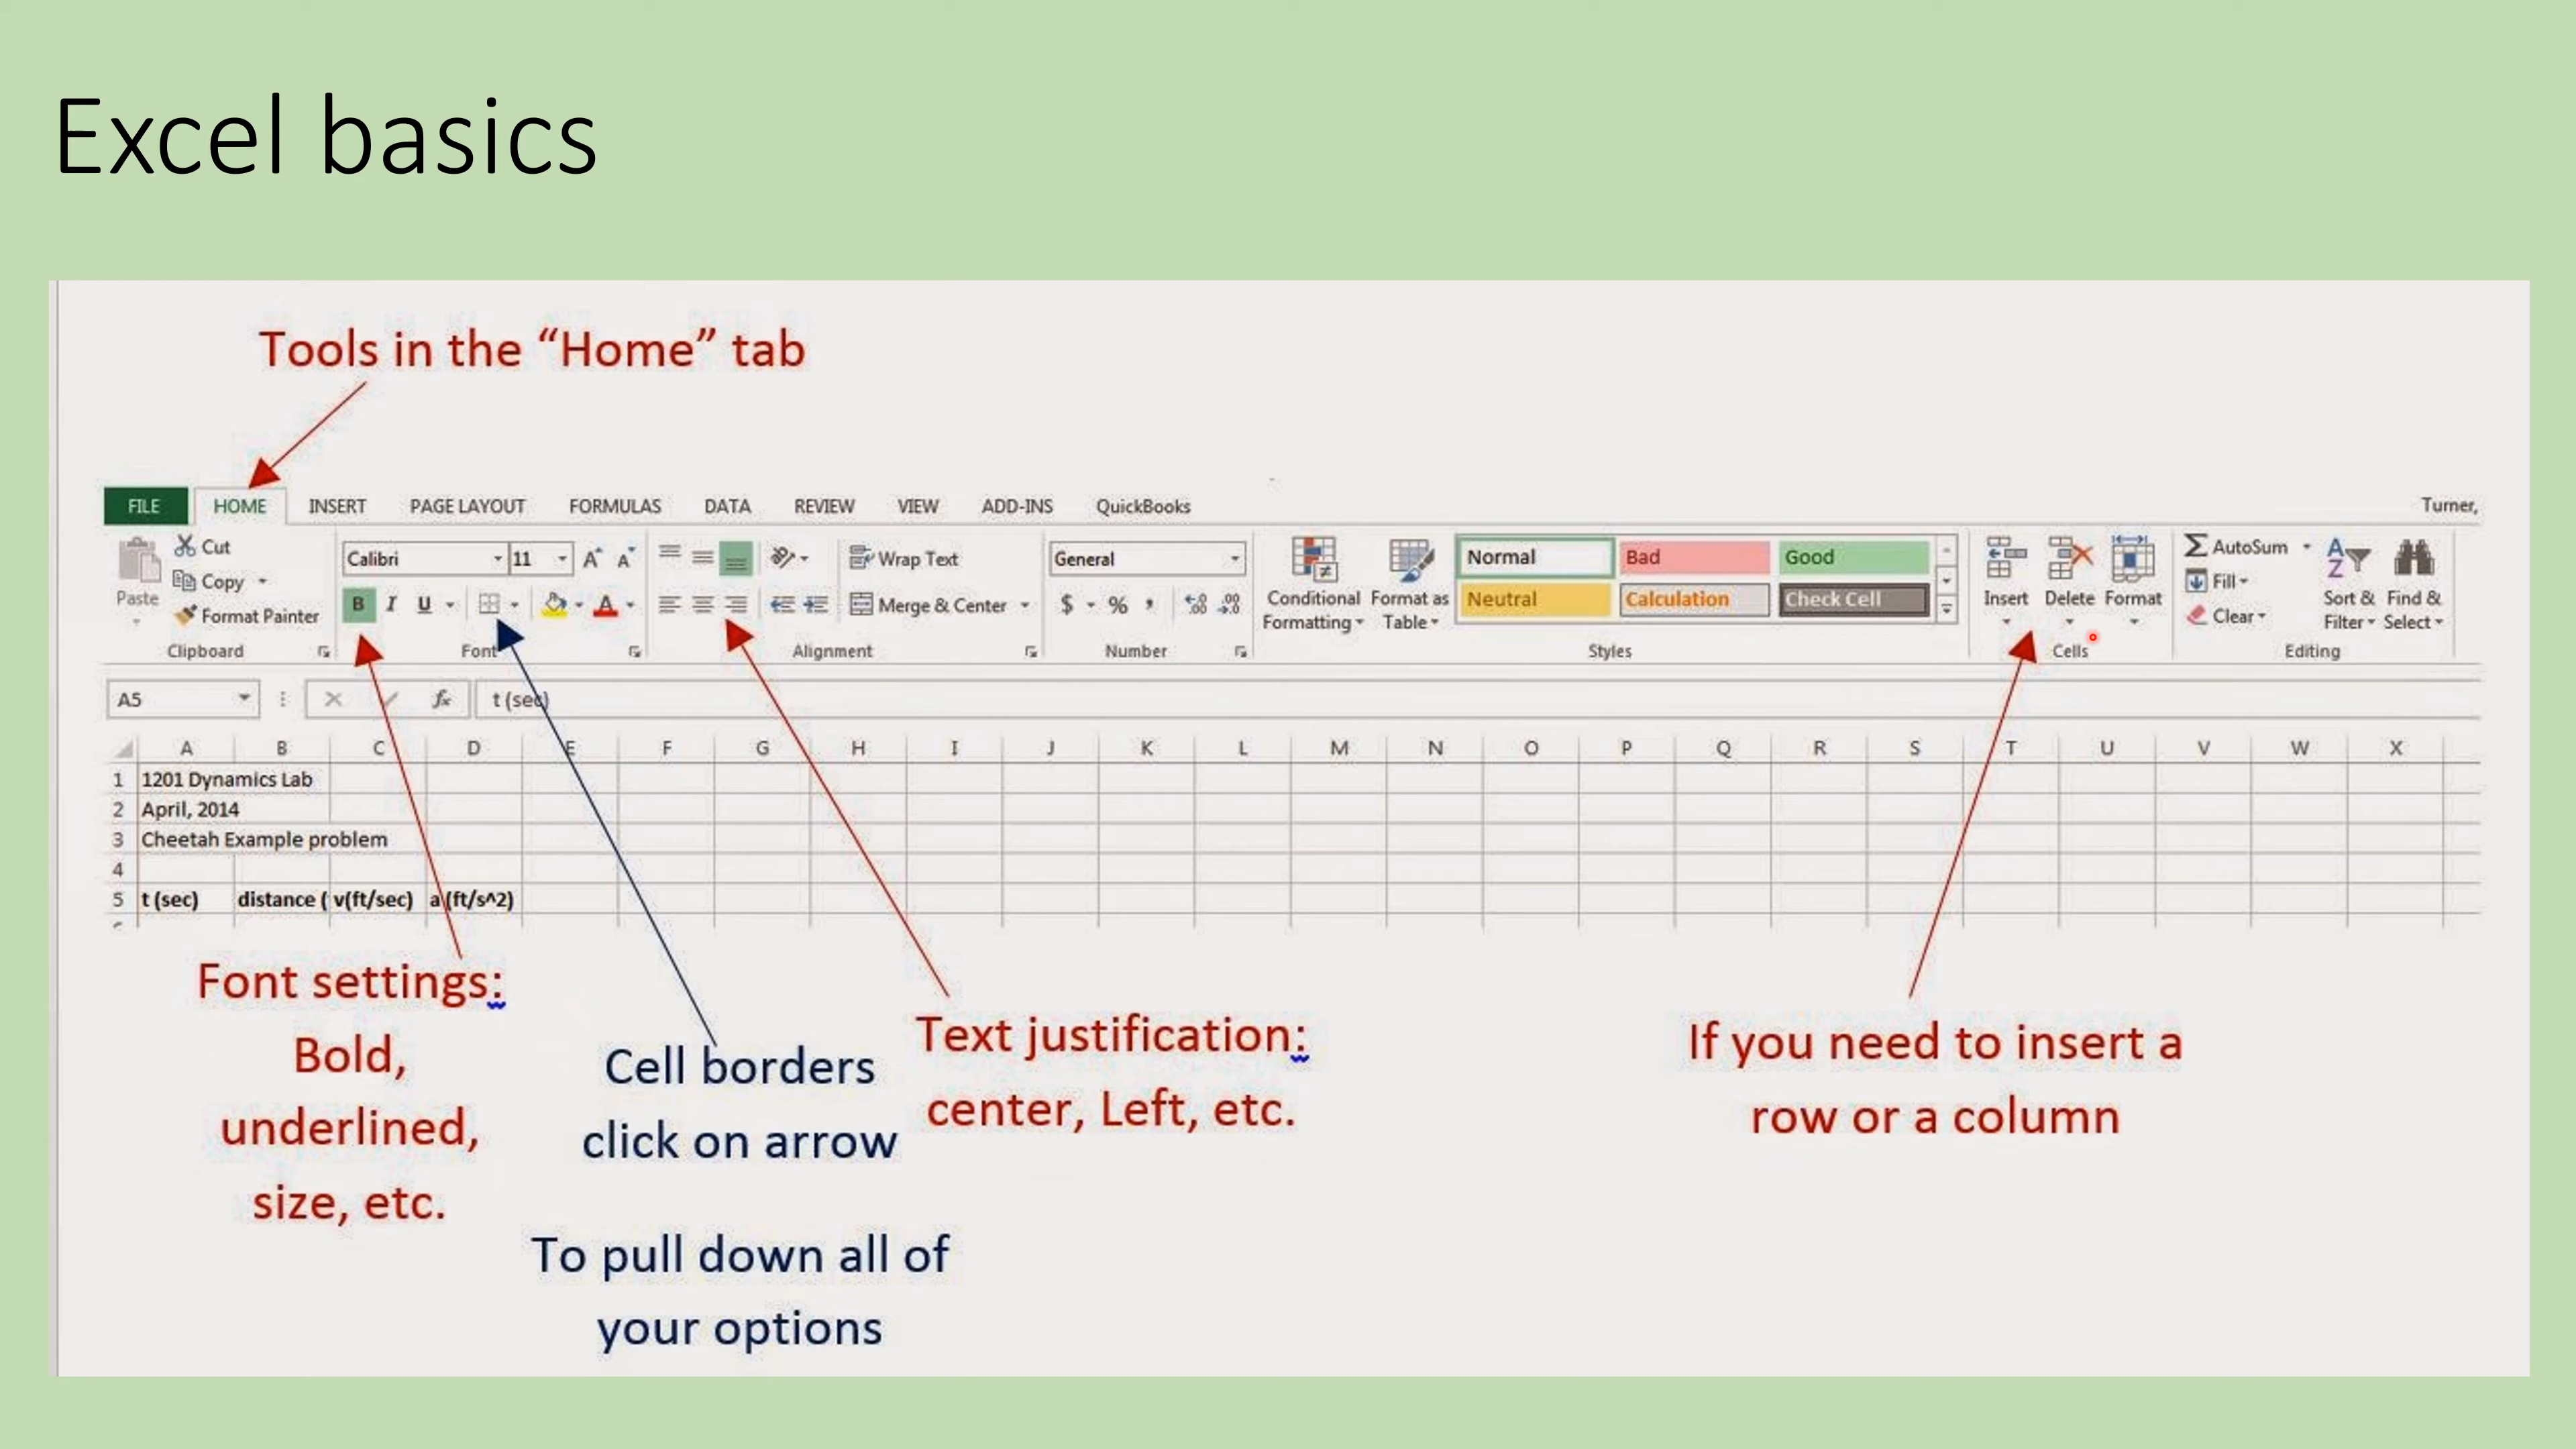 Excel basics
Tools in the “Home” tab
FILE HOME INSERT PAGE LAYOUT FORMULAS DATA REVIEW VIEW ADD-INS QuickBooks Turner,
Cut
Copy
Format Painter
Paste
Clipboard
Calibri 11 A A
B I U A
Font
Wrap Text
Merge & Center
Alignment
General
$ % , .00 .00
Number
Conditional Formatting
Format as Table
Normal Bad Good
Neutral Calculation Check Cell
Styles
Insert Delete Format
Cells
AutoSum
Fill
Clear
Sort & Filter
Find & Select
Editing
A5 fx t (sec)
A B C D E F G H I J K L M N O P Q R S T U V W X
1 1201 Dynamics Lab
2 April, 2014
3 Cheetah Example problem
4
5 t (sec) distance ( v(ft/sec) a (ft/s^2)
Font settings:
Bold,
underlined,
size, etc.
Cell borders
click on arrow
To pull down all of
your options
Text justification:
center, Left, etc.
If you need to insert a
row or a column